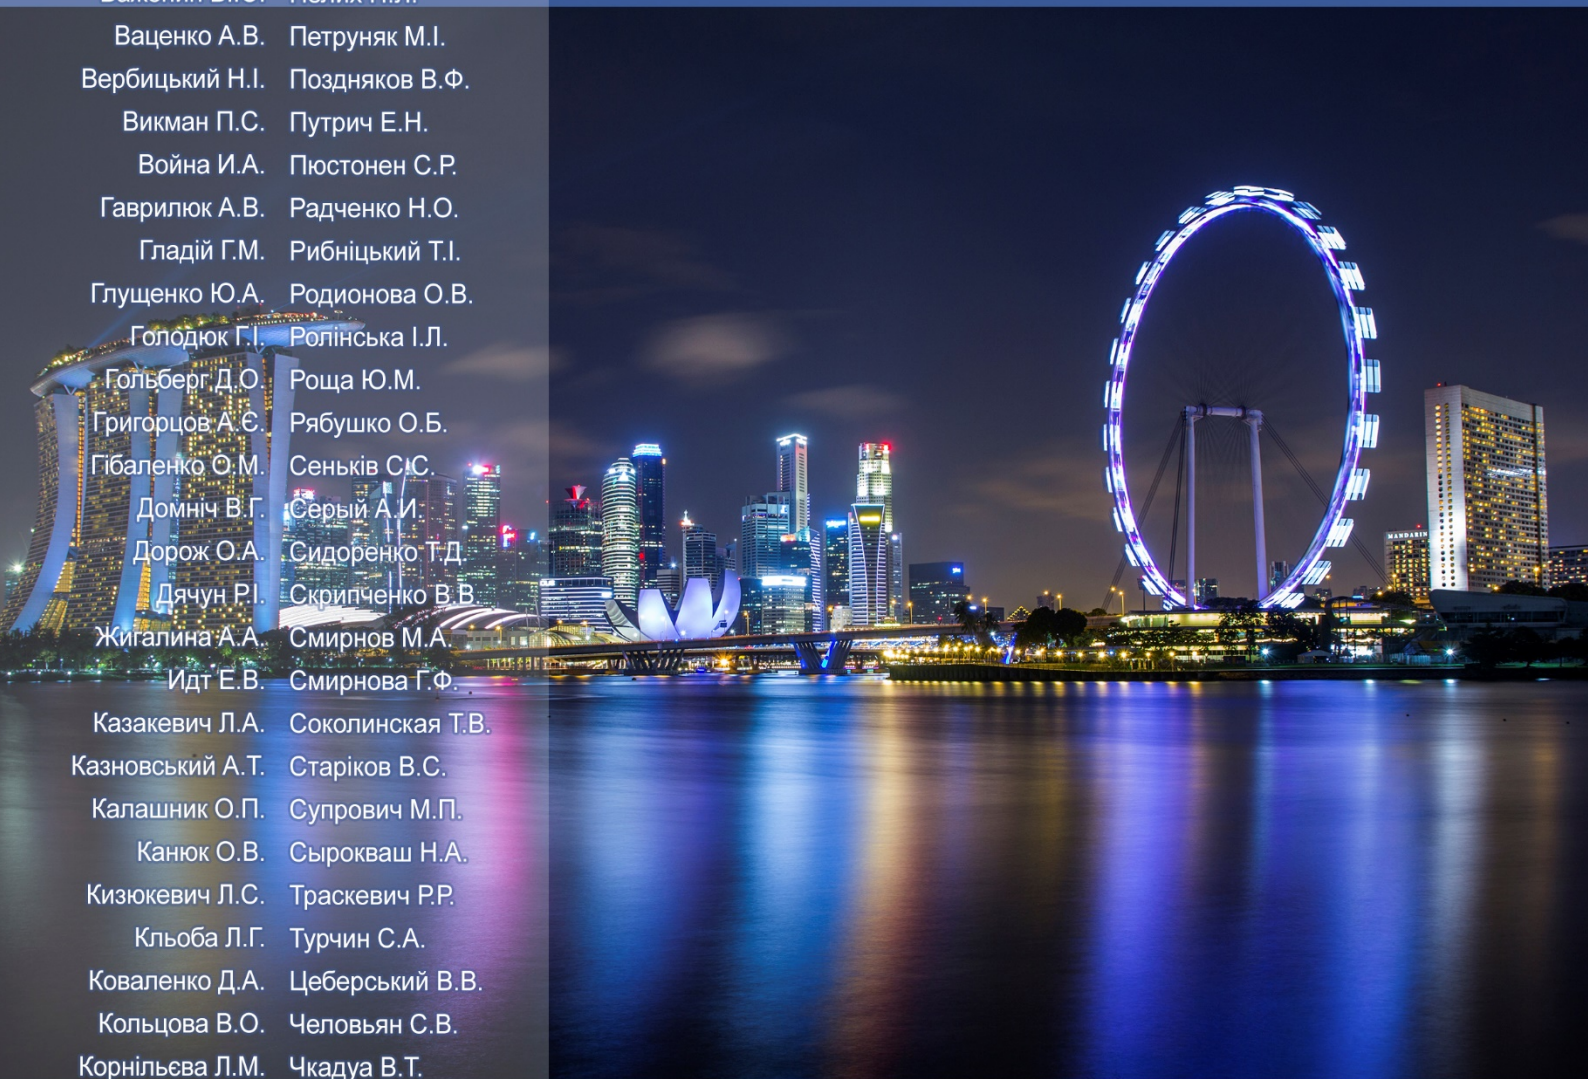 Ваценко А.В. Петруняк М.І.
Вербицький Н.І. Поздняков В.Ф.
Викман П.С. Путрич Е.Н.
Война И.А. Пюстонен С.Р.
Гаврилюк А.В. Радченко Н.О.
Гладій Г.М. Рибніцький Т.І.
Глущенко Ю.А. Родионова О.В.
Голодюк Г.І. Ролінська І.Л.
Гольберг Д.О. Роща Ю.М.
Григорцов А.Є. Рябушко О.Б.
Гібаленко О.М. Сеньків С.С.
Домніч В.Г. Серый А.И.
Дорож О.А. Сидоренко Т.Д.
Дячун Р.І. Скрипченко В.В.
Жигалина А.А. Смирнов М.А.
Идт Е.В. Смирнова Г.Ф.
Казакевич Л.А. Соколинская Т.В.
Казновський А.Т. Старіков В.С.
Калашник О.П. Супрович М.П.
Канюк О.В. Сырокваш Н.А.
Кизюкевич Л.С. Траскевич Р.Р.
Кльоба Л.Г. Турчин С.А.
Коваленко Д.А. Цеберський В.В.
Кольцова В.О. Человьян С.В.
Корнільєва Л.М. Чкадуа В.Т.
MANDARIN